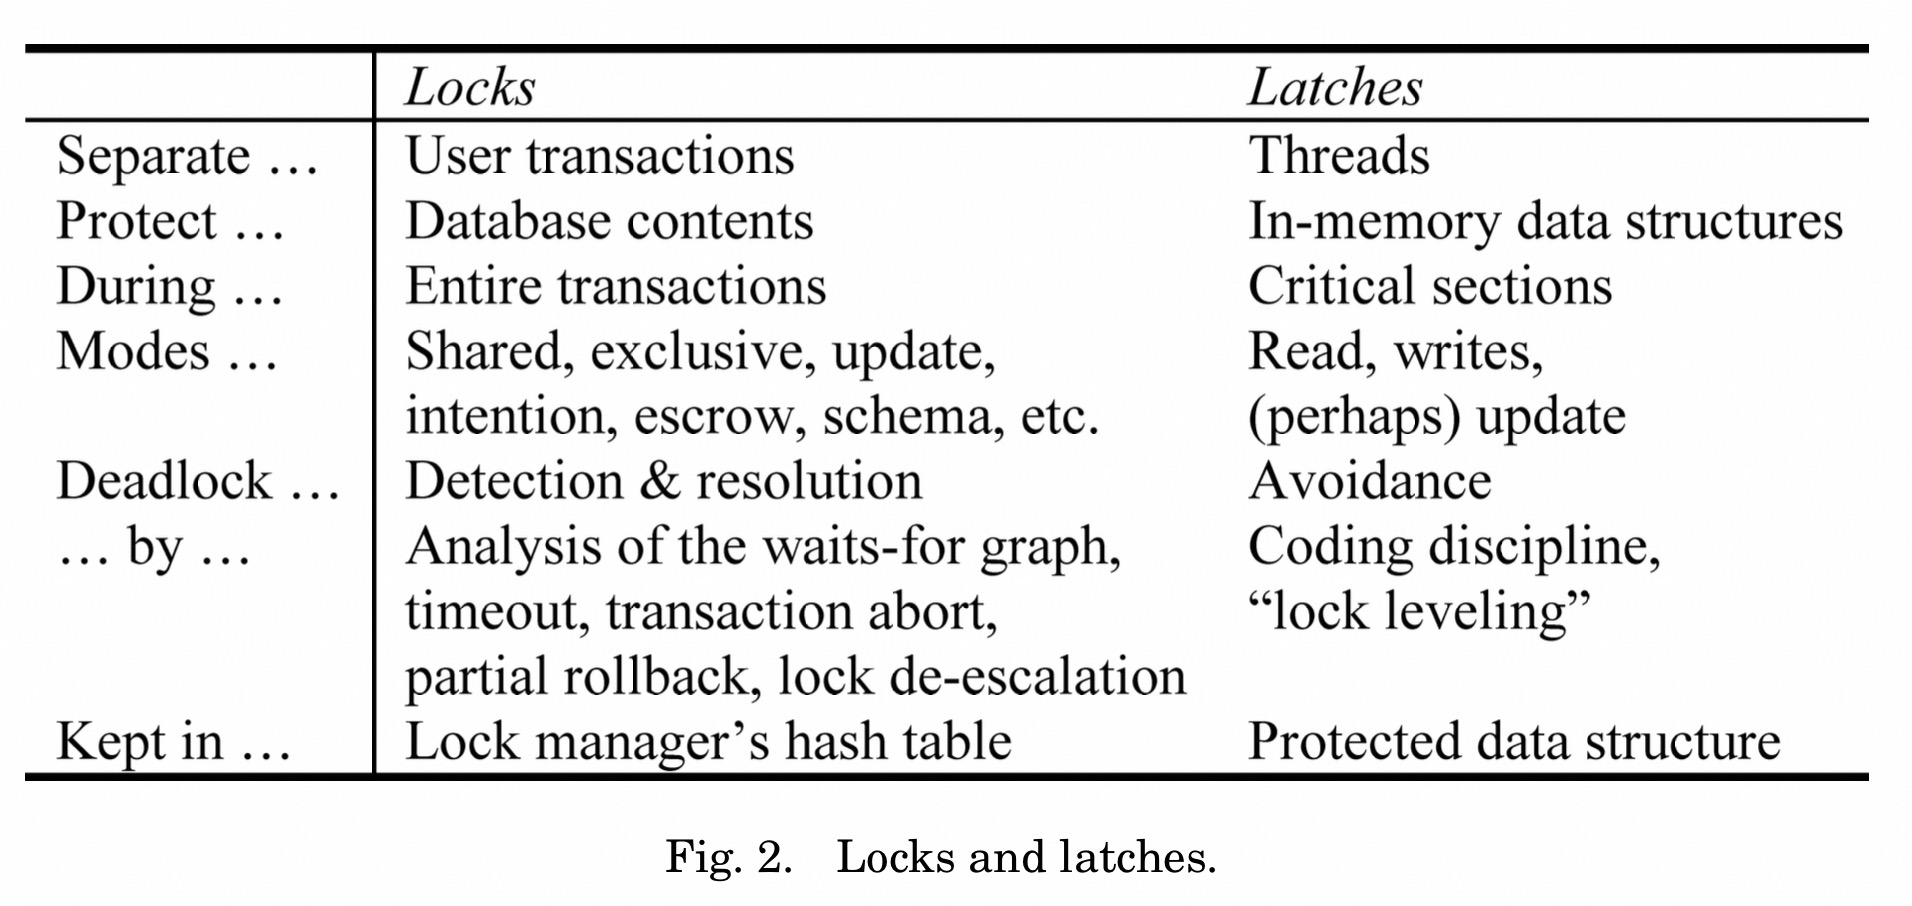 Locks Latches
Separate … User transactions Threads
Protect … Database contents In-memory data structures
During … Entire transactions Critical sections
Modes … Shared, exclusive, update, Read, writes,
intention, escrow, schema, etc. (perhaps) update
Deadlock … Detection & resolution Avoidance
… by … Analysis of the waits-for graph, Coding discipline,
timeout, transaction abort, “lock leveling”
partial rollback, lock de-escalation
Kept in … Lock manager’s hash table Protected data structure
Fig. 2. Locks and latches.